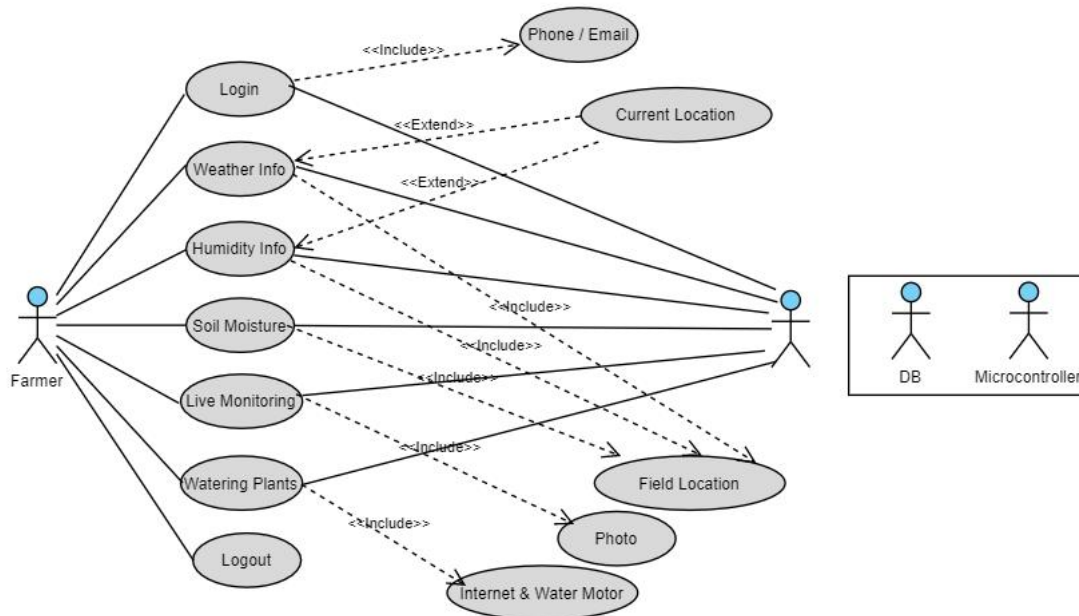 Phone / Email
<<Include>>
Login
Current Location
<<Extend>>
Weather Info
<<Extend>>
Humidity Info
<<Include>>
Soil Moisture
<<Include>>
Farmer
<<Include>>
DB
Microcontroller
Live Monitoring
<<Include>>
Watering Plants
Field Location
<<Include>>
Photo
Logout
Internet & Water Motor